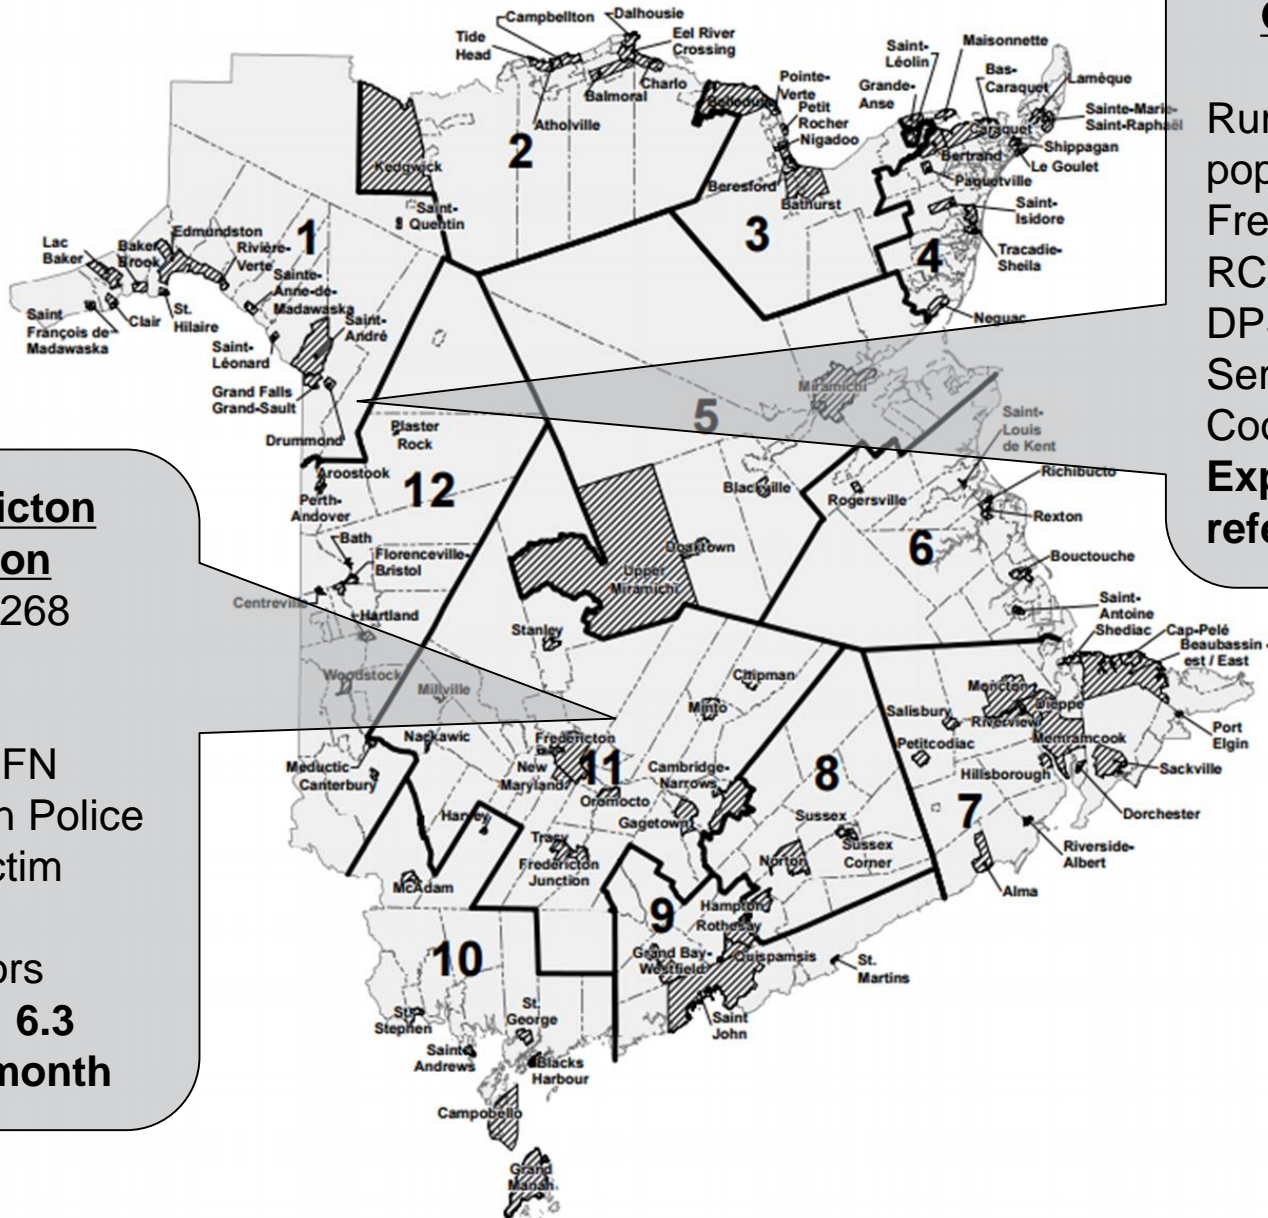 Campbellton
Dalhousie
Tide
Head
Eel River
Crossing
Charlo
Balmoral
Atholville
Kedgwick
2
Saint-
Quentin
Belledune
Pointe-
Verte
Petit
Rocher
Nigadoo
Beresford
Bathurst
3
Saint-
Léolin
Maisonnette
Grande-
Anse
Bas-
Caraquet
Lamèque
Sainte-Marie-
Saint-Raphaël
Caraquet
Shippagan
Le Goulet
Bertrand
Paquetville
Saint-
Isidore
Tracadie-
Sheila
4
Neguac
Lac
Baker
Baker
Brook
Edmundston
Rivière-
Verte
1
Sainte-
Anne-de-
Madawaska
Saint
François de
Madawaska
Clair
St.
Hilaire
Saint-
Léonard
Saint-
André
Grand Falls
Grand-Sault
Drummond
Plaster
Rock
Aroostook
12
Perth-
Andover
Bath
Florenceville-
Bristol
Centreville
Hartland
Woodstock
Millville
Nackawic
Meductic
Canterbury
5
Miramichi
Saint-
Louis
de Kent
Richibucto
Rexton
Rogersville
Blackville
6
Bouctouche
Doaktown
Upper
Miramichi
Stanley
Saint-
Antoine
Shediac
Cap-Pelé
Beaubassin -
est / East
Chipman
Minto
Moncton
Dieppe
Salisbury
Riverview
Memramcook
Petitcodiac
Hillsborough
Port
Elgin
Sackville
Dorchester
7
Riverside-
Albert
Alma
Fredericton
New
Maryland
11
Cambridge-
Narrows
Oromocto
Gagetown
8
Sussex
Sussex
Corner
Norton
Harvey
Tracy
Fredericton
Junction
McAdam
9
Hampton
Rothesay
Grand Bay-
Westfield
Quispamsis
St.
Martins
Saint
John
10
St.
Stephen
St.
George
Saint
Andrews
Blacks
Harbour
Campobello
Grand
Manan
icton
on
268
FN
n Police
ctim
ors
6.3
month
Rur
pop
Fre
RC
DPS
Ser
Coo
Exp
refe